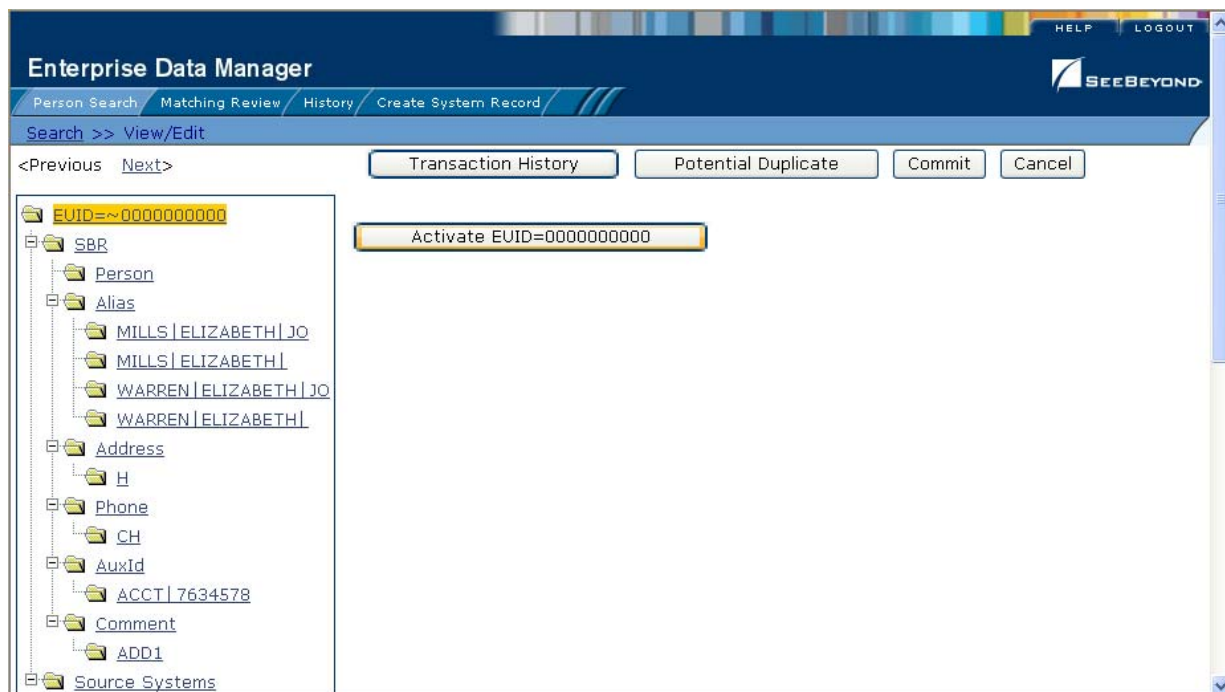 HELP LOGOUT
Enterprise Data Manager
SEEBEYOND
Person Search Matching Review History Create System Record
Search >> View/Edit
<Previous Next> Transaction History Potential Duplicate Commit Cancel
EUID=~0000000000
Activate EUID=0000000000
SBR
Person
Alias
MILLS|ELIZABETH|JO
MILLS|ELIZABETH|
WARREN|ELIZABETH|JO
WARREN|ELIZABETH|
Address
H
Phone
CH
AuxId
ACCT|7634578
Comment
ADD1
Source Systems